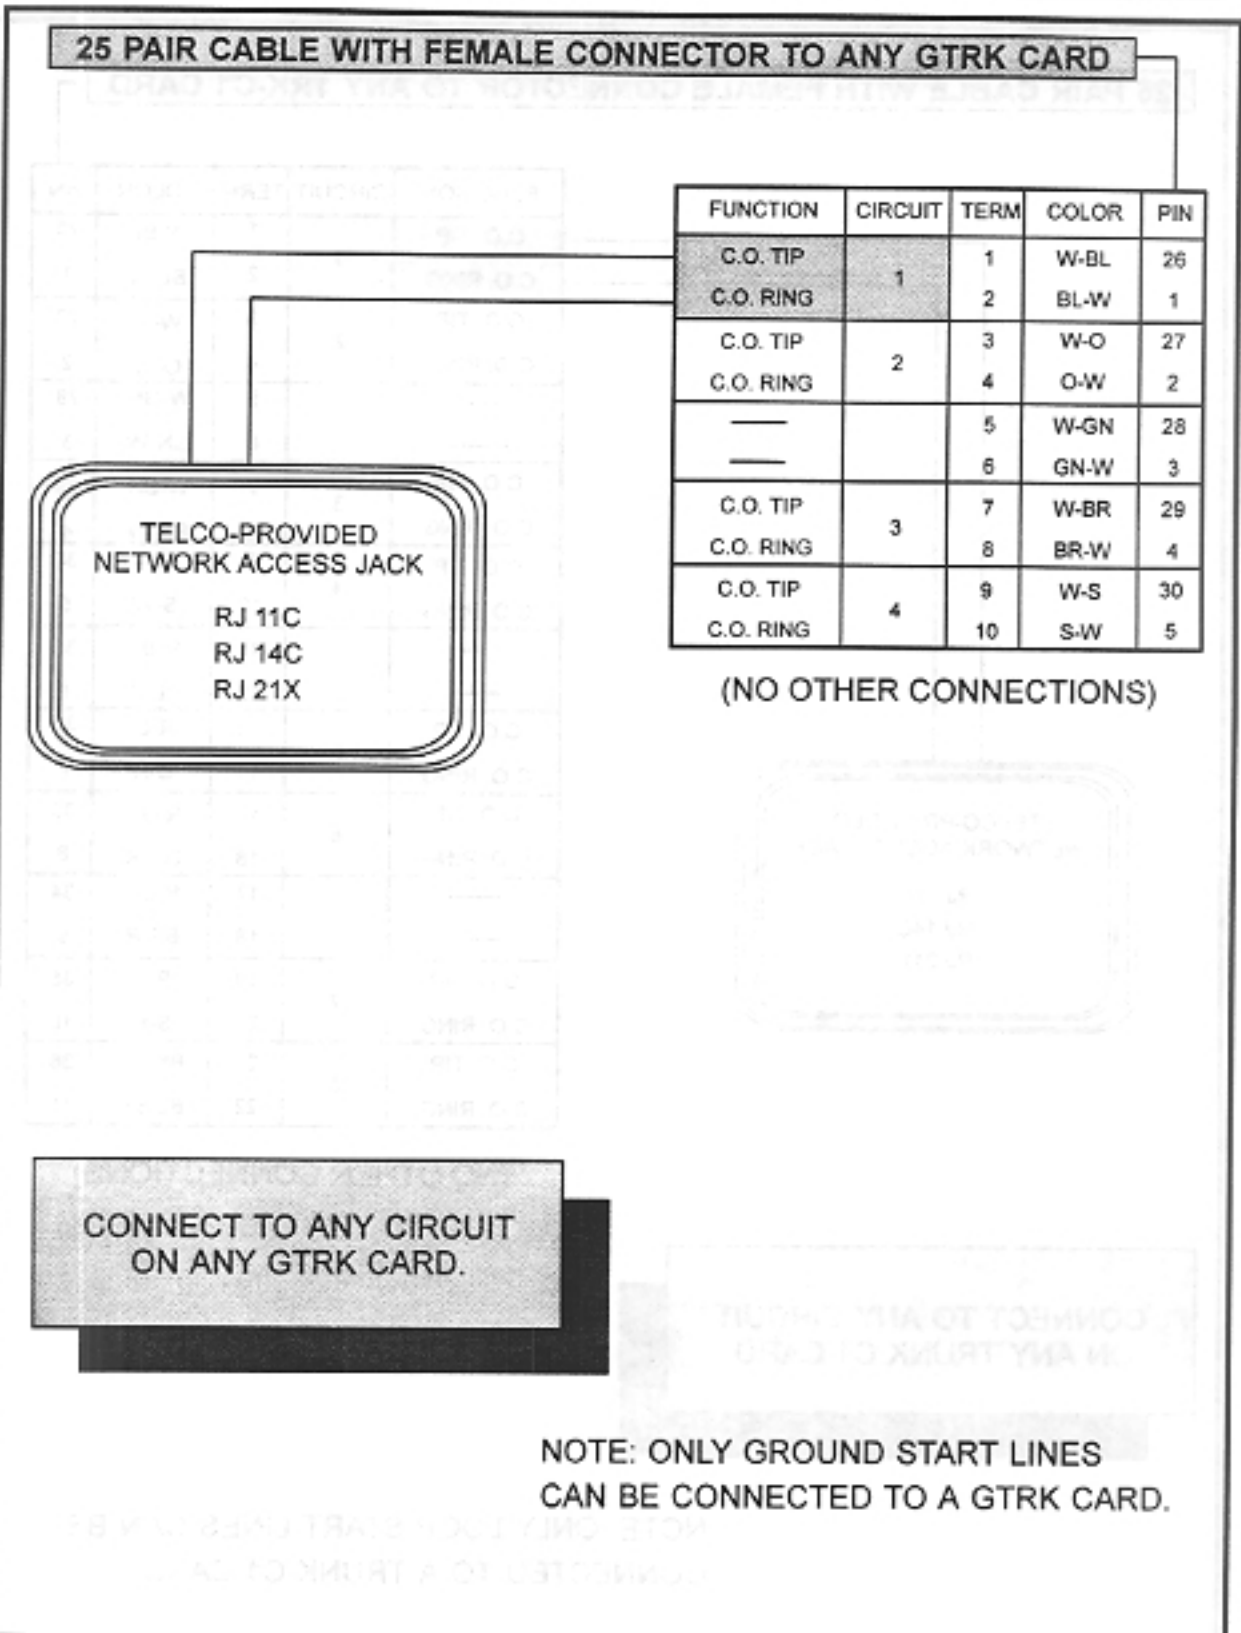 25 PAIR CABLE WITH FEMALE CONNECTOR TO ANY GTRK CARD
FUNCTION CIRCUIT TERM COLOR PIN
C.O. TIP 1 1 W-BL 26
C.O. RING 2 BL-W 1
C.O. TIP 2 3 W-O 27
C.O. RING 4 O-W 2
—— 5 W-GN 28
—— 6 GN-W 3
C.O. TIP 3 7 W-BR 29
C.O. RING 8 BR-W 4
C.O. TIP 4 9 W-S 30
C.O. RING 10 S-W 5
(NO OTHER CONNECTIONS)
TELCO-PROVIDED
NETWORK ACCESS JACK
RJ 11C
RJ 14C
RJ 21X
CONNECT TO ANY CIRCUIT
ON ANY GTRK CARD.
NOTE: ONLY GROUND START LINES
CAN BE CONNECTED TO A GTRK CARD.